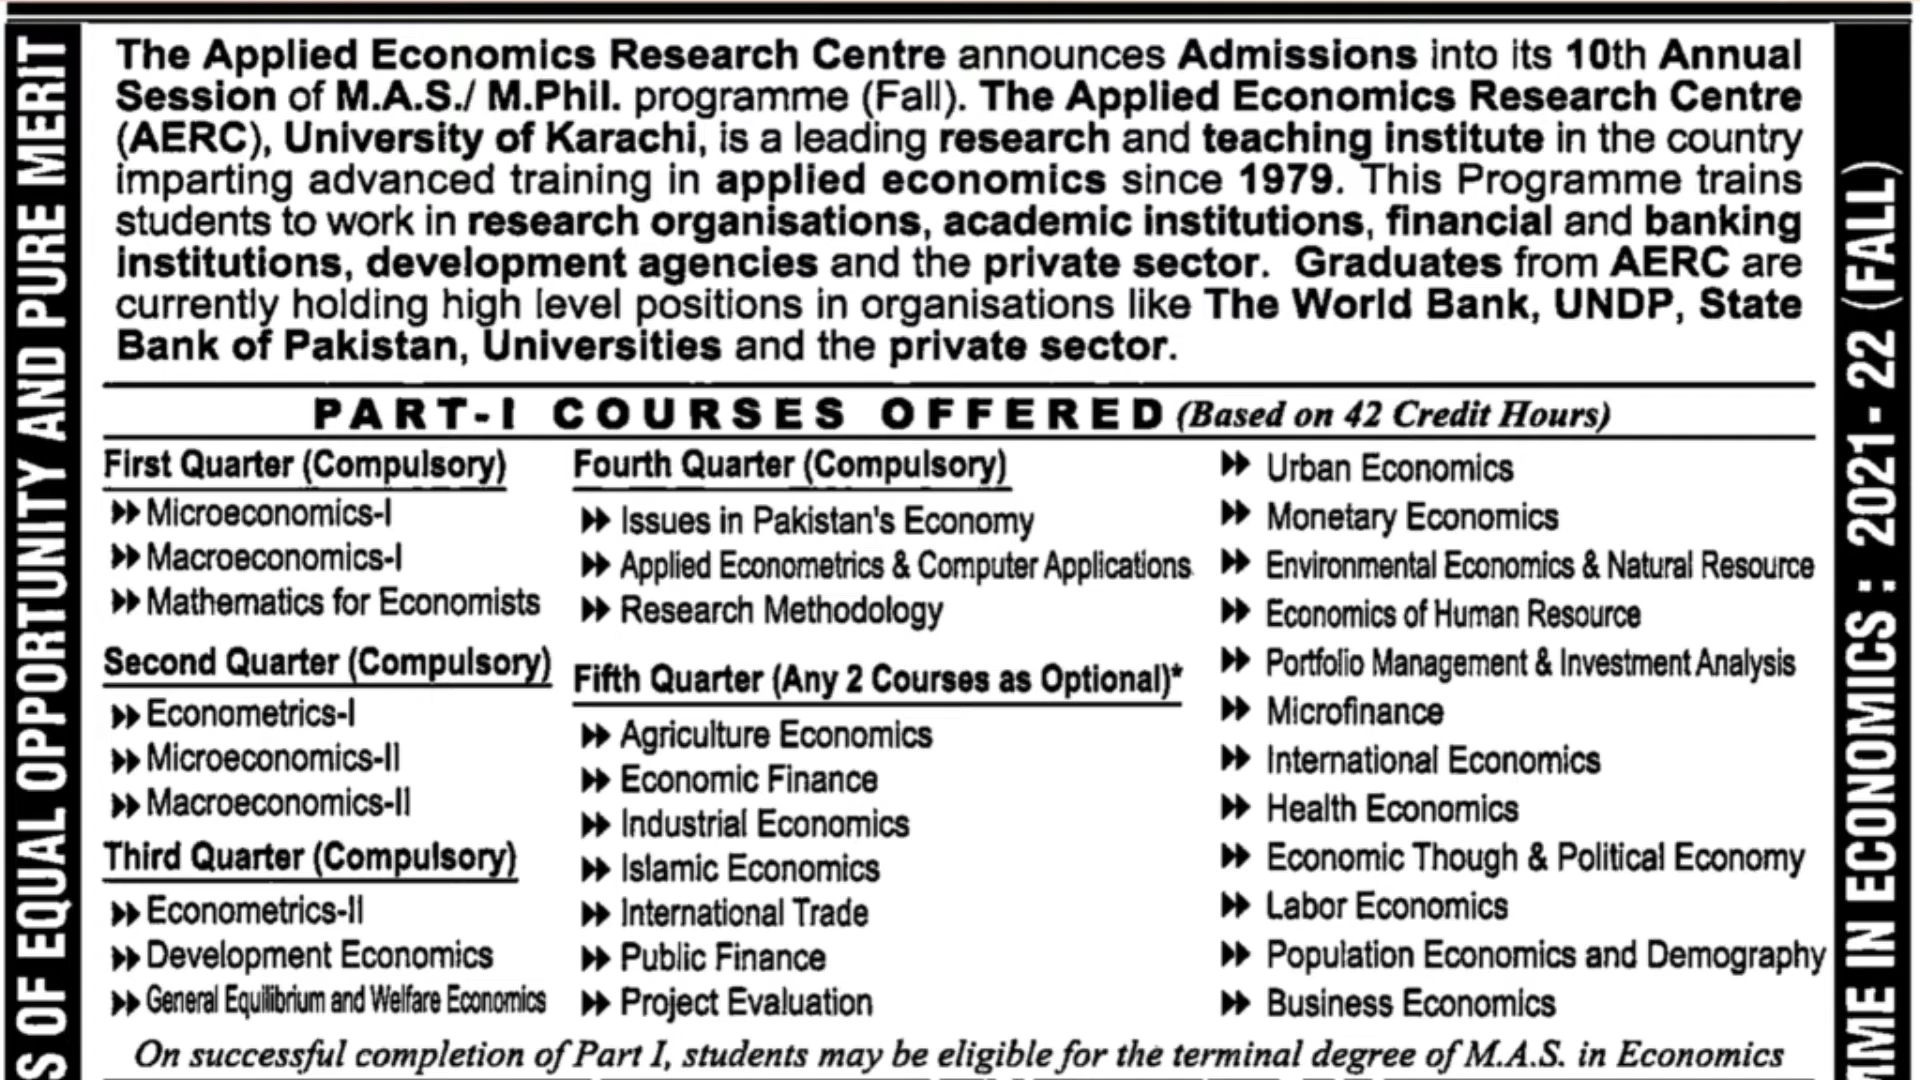 The Applied Economics Research Centre announces Admissions into its 10th Annual
Session of M.A.S./ M.Phil. programme (Fall). The Applied Economics Research Centre
(AERC), University of Karachi, is a leading research and teaching institute in the country
imparting advanced training in applied economics since 1979. This Programme trains
students to work in research organisations, academic institutions, financial and banking
institutions, development agencies and the private sector. Graduates from AERC are
currently holding high level positions in organisations like The World Bank, UNDP, State
Bank of Pakistan, Universities and the private sector.
PART-I COURSES OFFERED (Based on 42 Credit Hours)
First Quarter (Compulsory)
Microeconomics-I
Macroeconomics-I
Mathematics for Economists
Second Quarter (Compulsory)
Econometrics-I
Microeconomics-II
Macroeconomics-II
Third Quarter (Compulsory)
Econometrics-II
Development Economics
General Equilibrium and Welfare Economics
Fourth Quarter (Compulsory)
Issues in Pakistan's Economy
Applied Econometrics & Computer Applications
Research Methodology
Fifth Quarter (Any 2 Courses as Optional)*
Agriculture Economics
Economic Finance
Industrial Economics
Islamic Economics
International Trade
Public Finance
Project Evaluation
Urban Economics
Monetary Economics
Environmental Economics & Natural Resource
Economics of Human Resource
Portfolio Management & Investment Analysis
Microfinance
International Economics
Health Economics
Economic Though & Political Economy
Labor Economics
Population Economics and Demography
Business Economics
On successful completion of Part I, students may be eligible for the terminal degree of M.A.S. in Economics
S OF EQUAL OPPORTUNITY AND PURE MERIT
MME IN ECONOMICS : 2021- 22 (FALL)